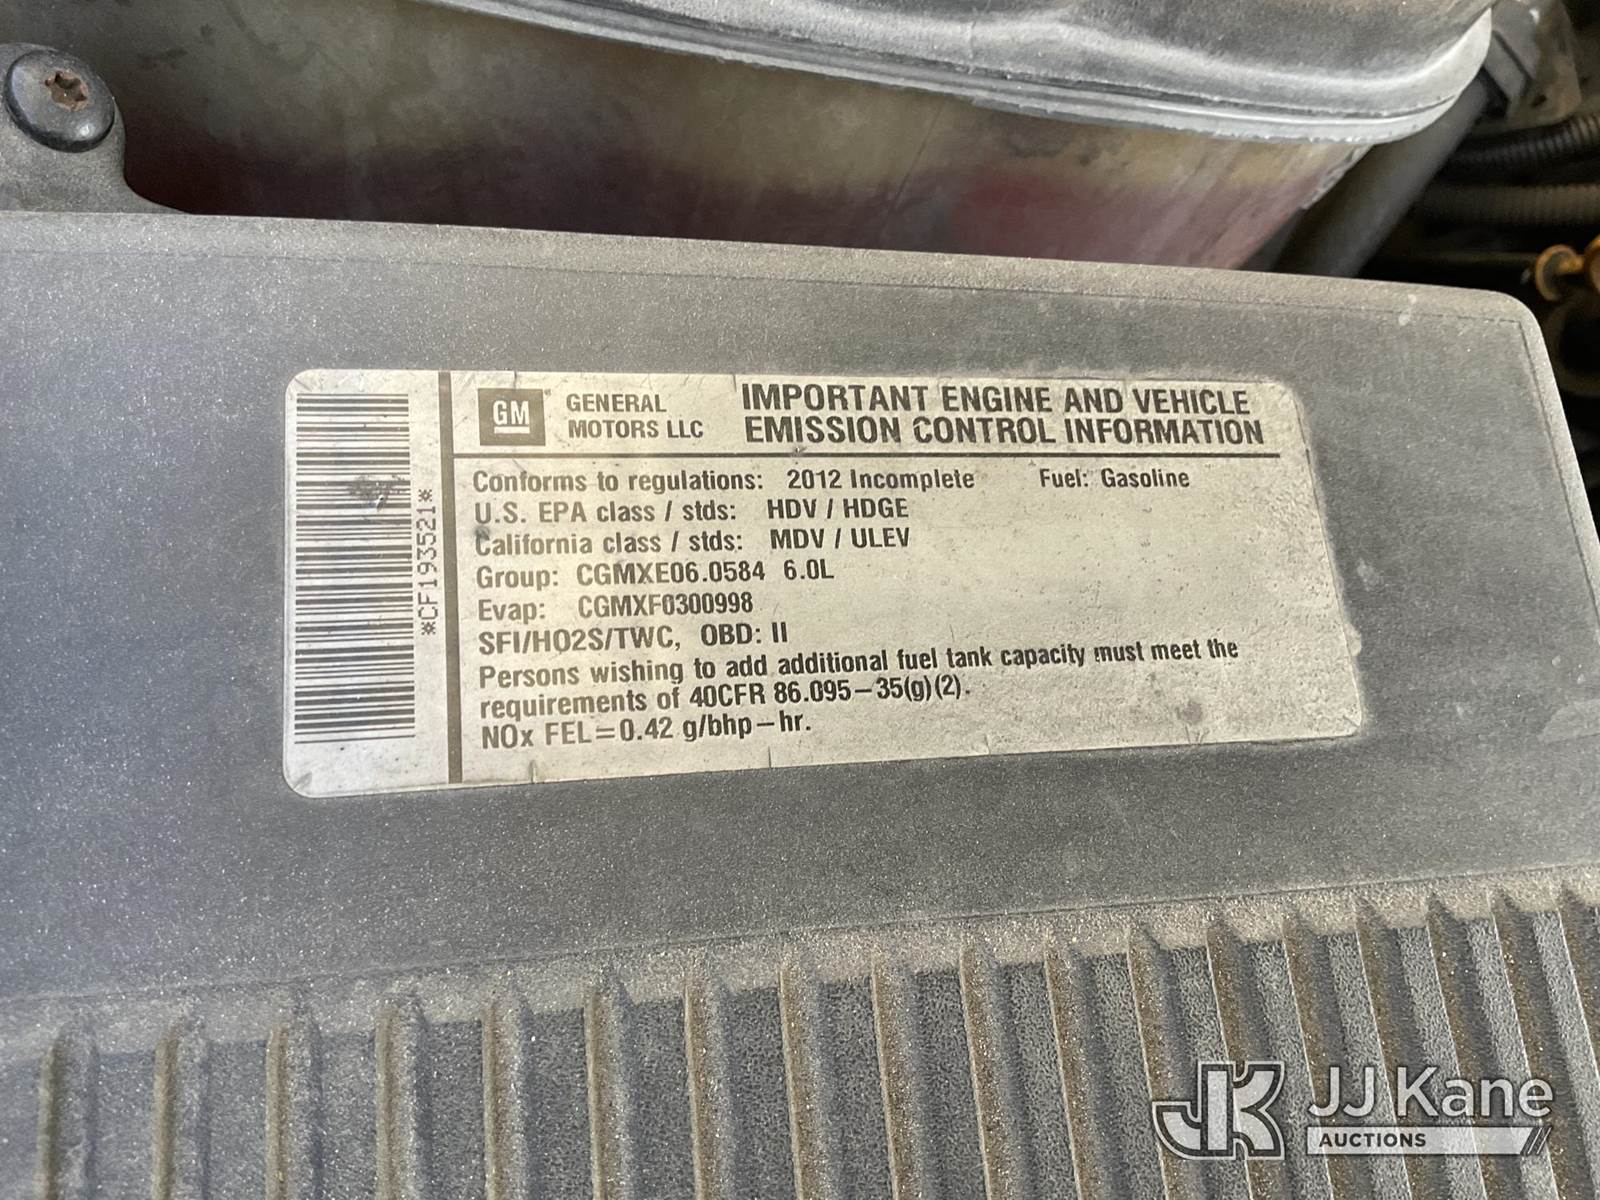 *CF193521*
GM
GENERAL
MOTORS LLC
IMPORTANT ENGINE AND VEHICLE
EMISSION CONTROL INFORMATION
Conforms to regulations: 2012 Incomplete Fuel: Gasoline
U.S. EPA class / stds: HDV / HDGE
California class / stds: MDV / ULEV
Group: CGMXE06.0584 6.0L
Evap: CGMXF0300998
SFI/HO2S/TWC, OBD: II
Persons wishing to add additional fuel tank capacity must meet the
requirements of 40CFR 86.095-35(g)(2).
NOx FEL=0.42 g/bhp-hr.
JK JJ Kane
AUCTIONS